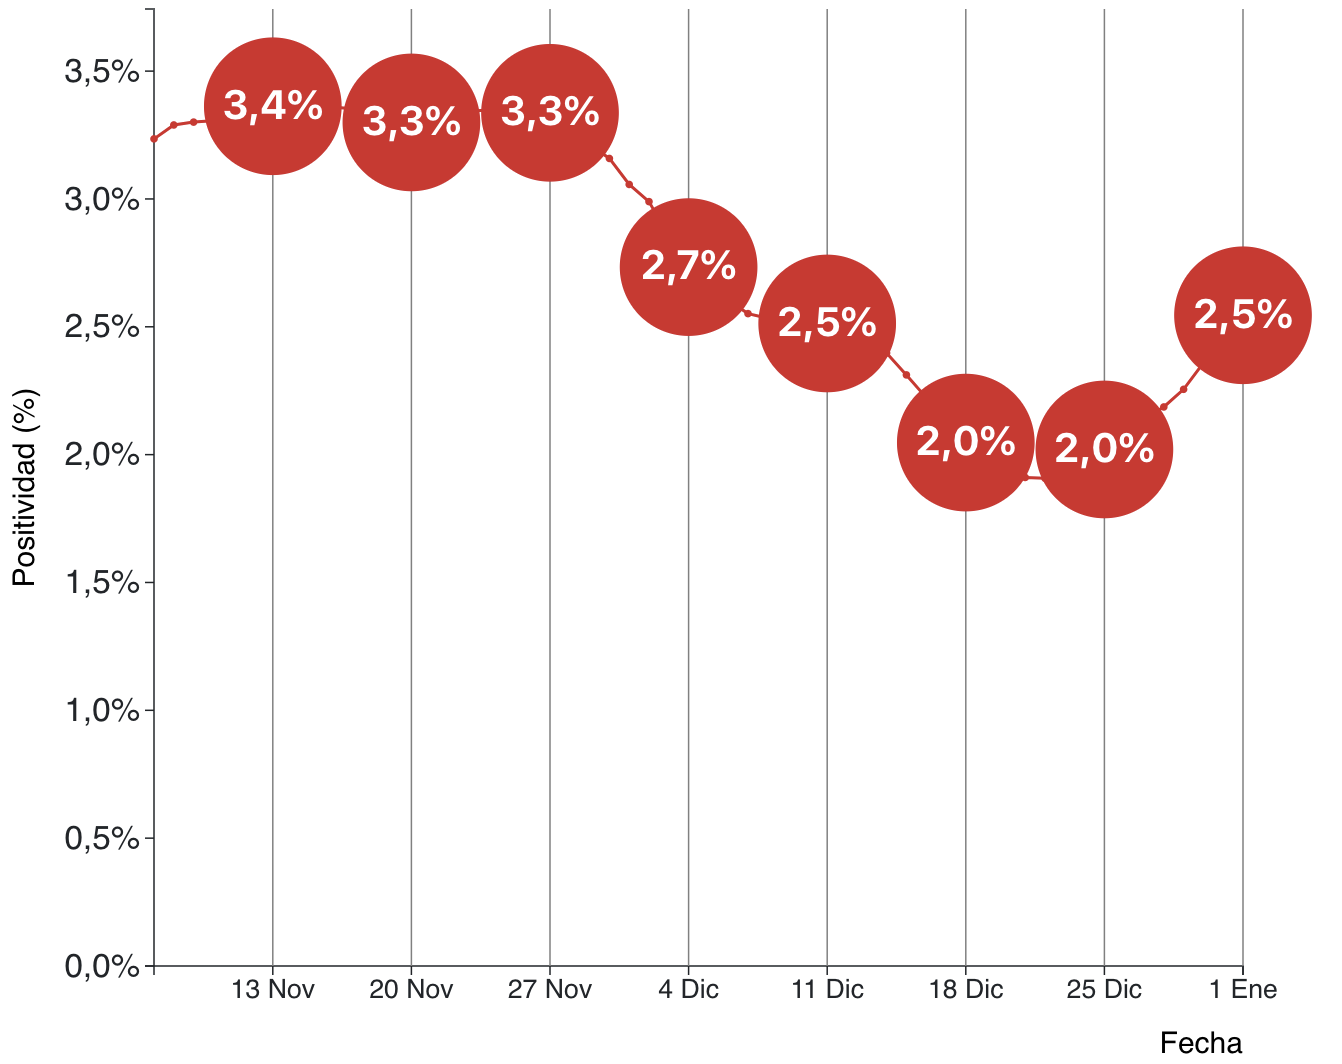 3,5%
3,0%
2,5%
2,0%
1,5%
1,0%
0,5%
0,0%
Positividad (%)
3,4%
3,3%
3,3%
2,7%
2,5%
2,0%
2,0%
2,5%
13 Nov
20 Nov
27 Nov
4 Dic
11 Dic
18 Dic
25 Dic
1 Ene
Fecha